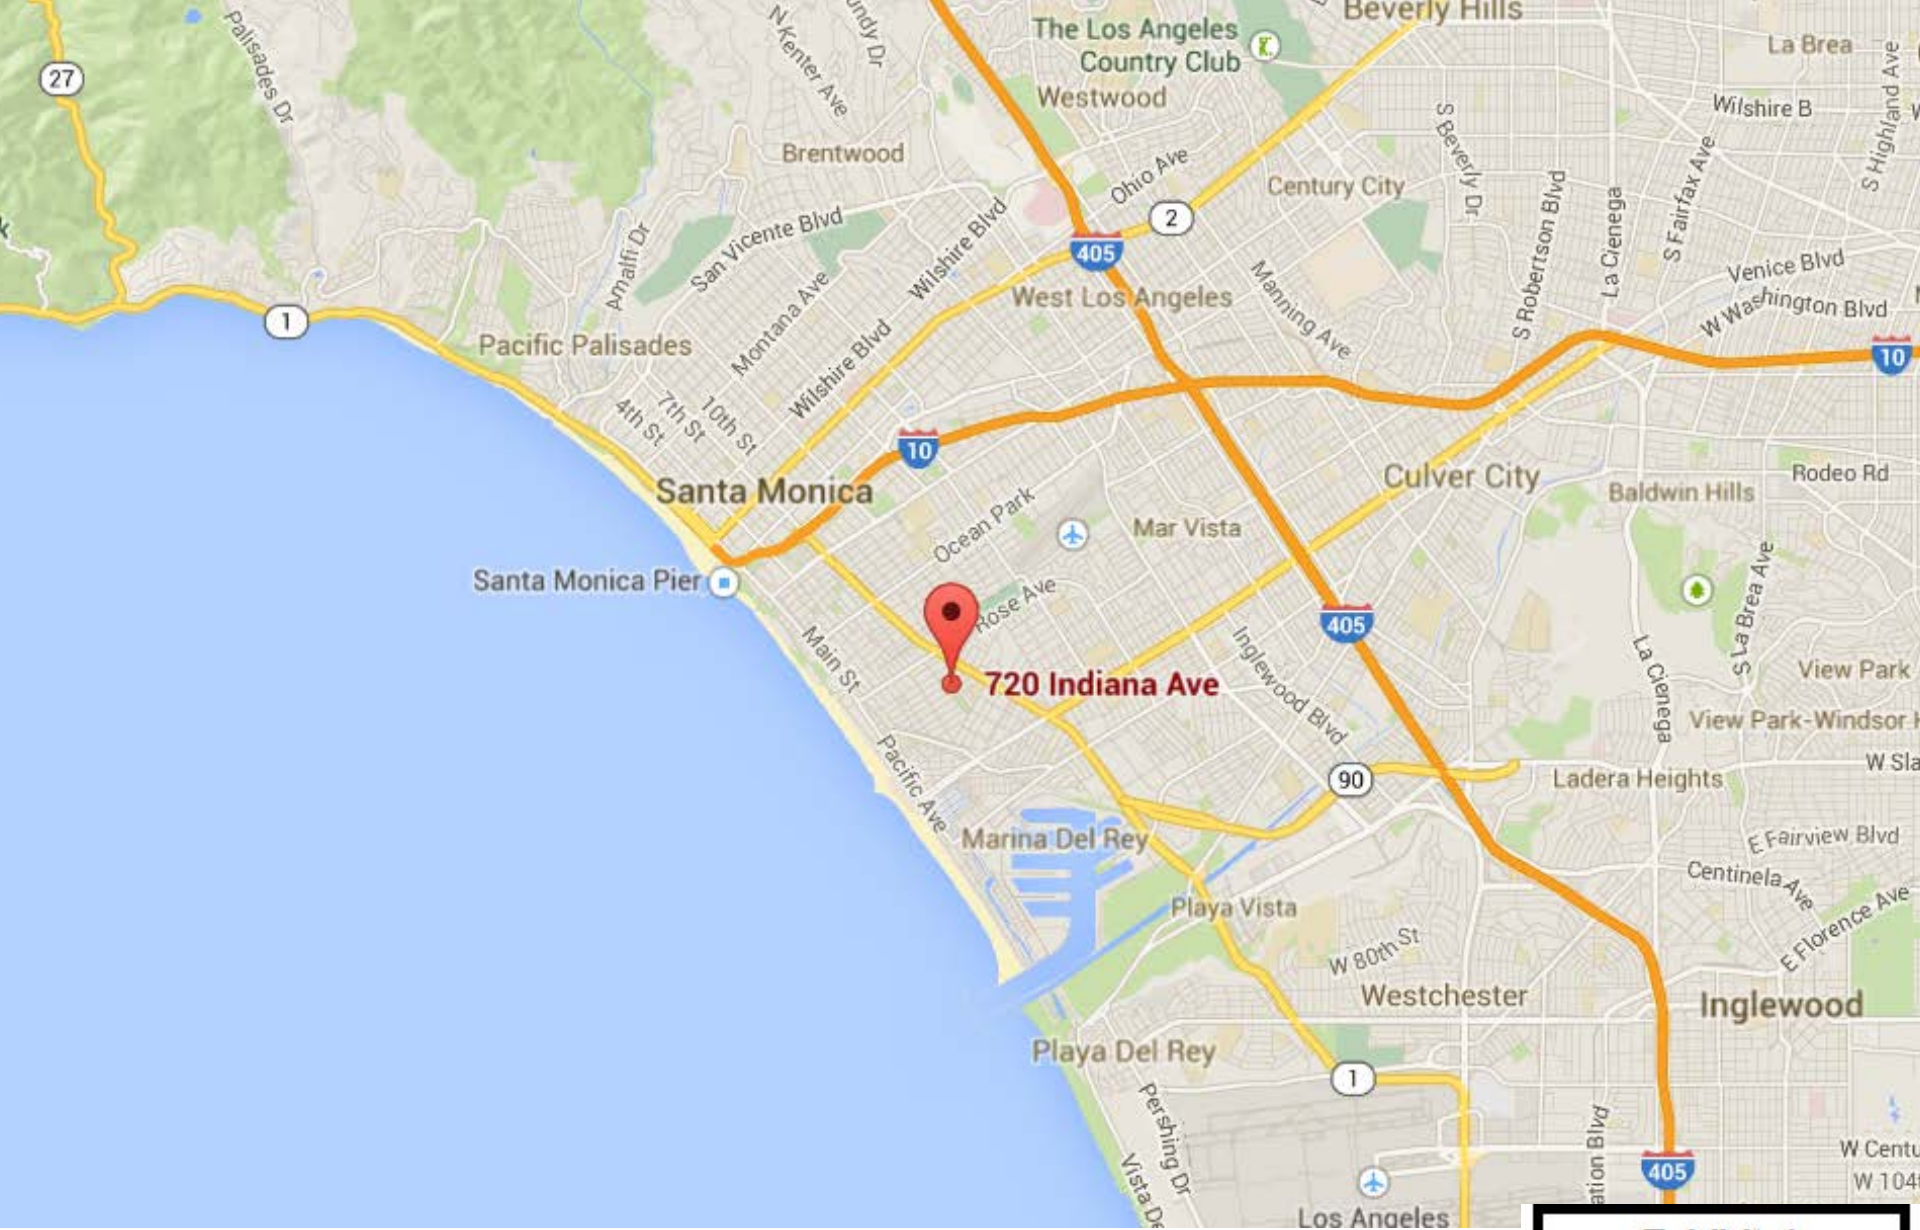 Beverly Hills
The Los Angeles
Country Club
La Brea
27
Palisades Dr
N Kenter Ave
Westwood
Wilshire B
S Highland Ave
Brentwood
Ohio Ave
S Beverly Dr
S Fairfax Ave
Century City
2
San Vicente Blvd
Wilshire Blvd
S Robertson Blvd
La Cienega
405
Amalfi Dr
Manning Ave
Venice Blvd
West Los Angeles
W Washington Blvd
1
Montana Ave
Pacific Palisades
Wilshire Blvd
10
4th St
7th St
10th St
10
Santa Monica
Culver City
Rodeo Rd
Baldwin Hills
Ocean Park
Mar Vista
Santa Monica Pier
Rose Ave
S La Brea Ave
405
Main St
Inglewood Blvd
La Cienega
View Park
720 Indiana Ave
View Park-Windsor
Pacific Ave
90
W Sla
Ladera Heights
Marina Del Rey
E Fairview Blvd
Centinela Ave
Playa Vista
E Florence Ave
W 80th St
Westchester
Inglewood
Playa Del Rey
1
Pershing Dr
W Centu
405
W 104
Vista De
ation Blvd
Los Angeles